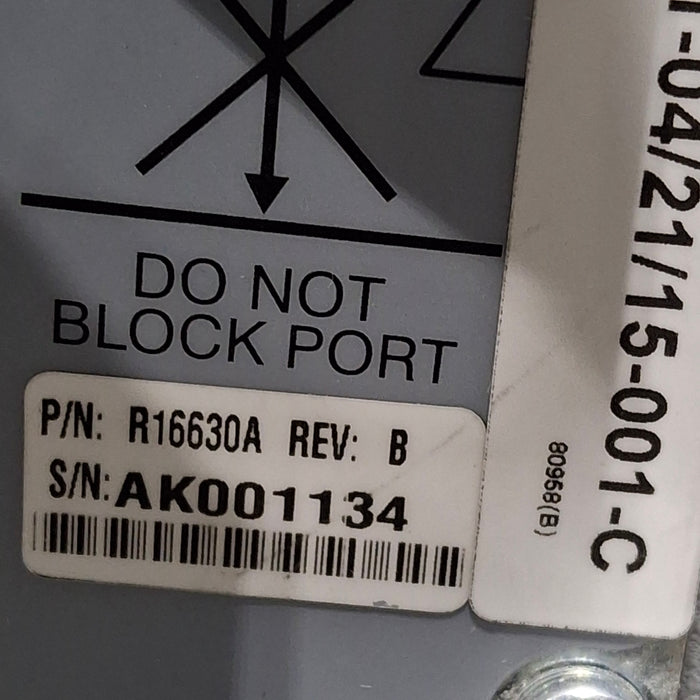 DO NOT
BLOCK PORT
P/N: R16630A REV: B
S/N: AK001134
-04/21/15-001-C
80958(B)